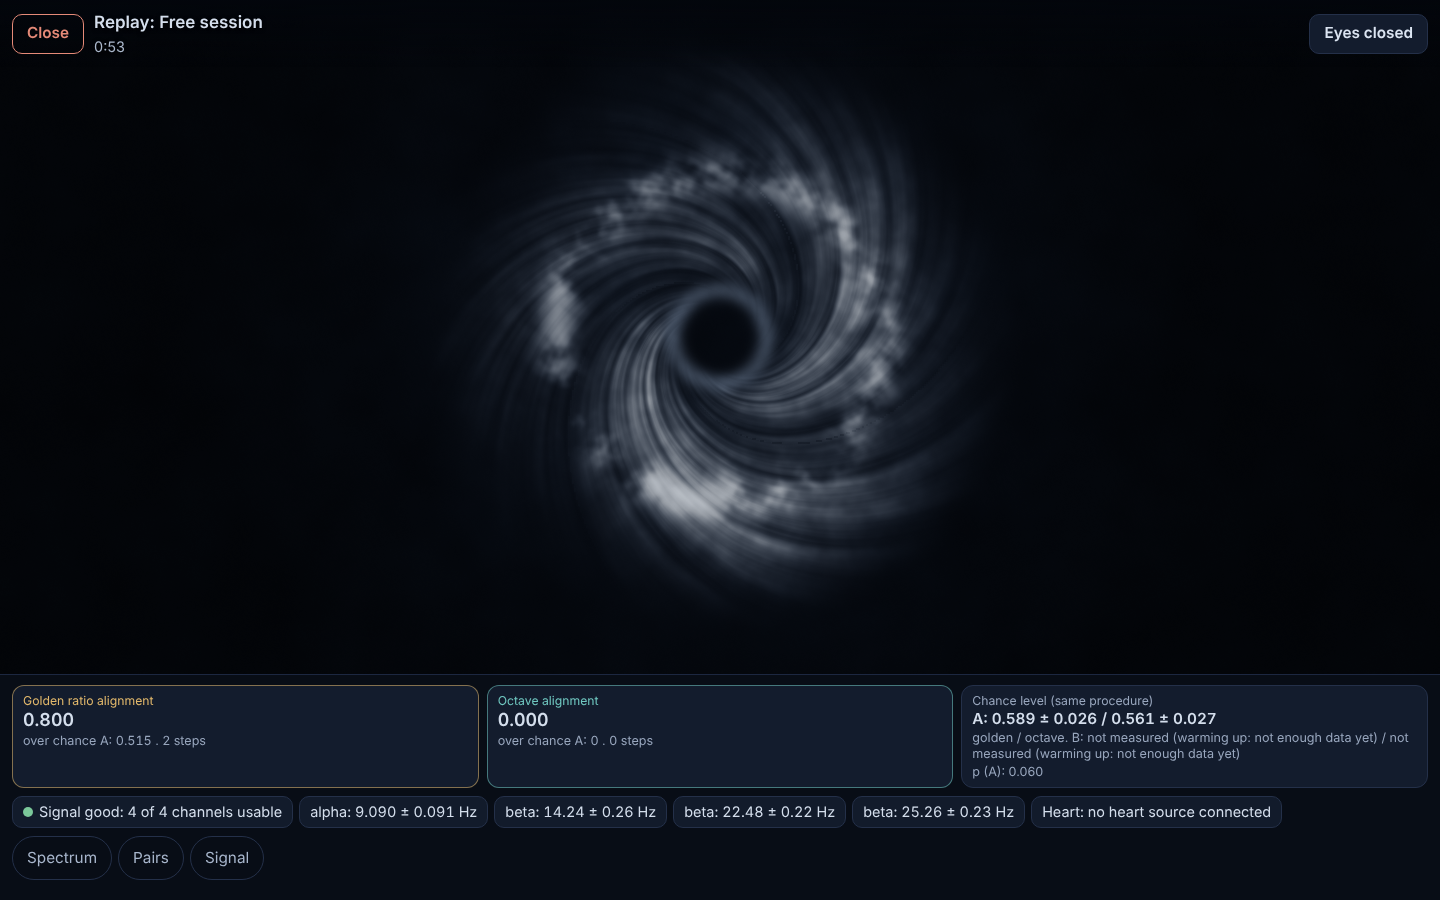 Close
Replay: Free session
0:53
Eyes closed
Golden ratio alignment
0.800
over chance A: 0.515 . 2 steps
Octave alignment
0.000
over chance A: 0 . 0 steps
Chance level (same procedure)
A: 0.589 ± 0.026 / 0.561 ± 0.027
golden / octave. B: not measured (warming up: not enough data yet) / not
measured (warming up: not enough data yet)
p (A): 0.060
Signal good: 4 of 4 channels usable
alpha: 9.090 ± 0.091 Hz
beta: 14.24 ± 0.26 Hz
beta: 22.48 ± 0.22 Hz
beta: 25.26 ± 0.23 Hz
Heart: no heart source connected
Spectrum
Pairs
Signal